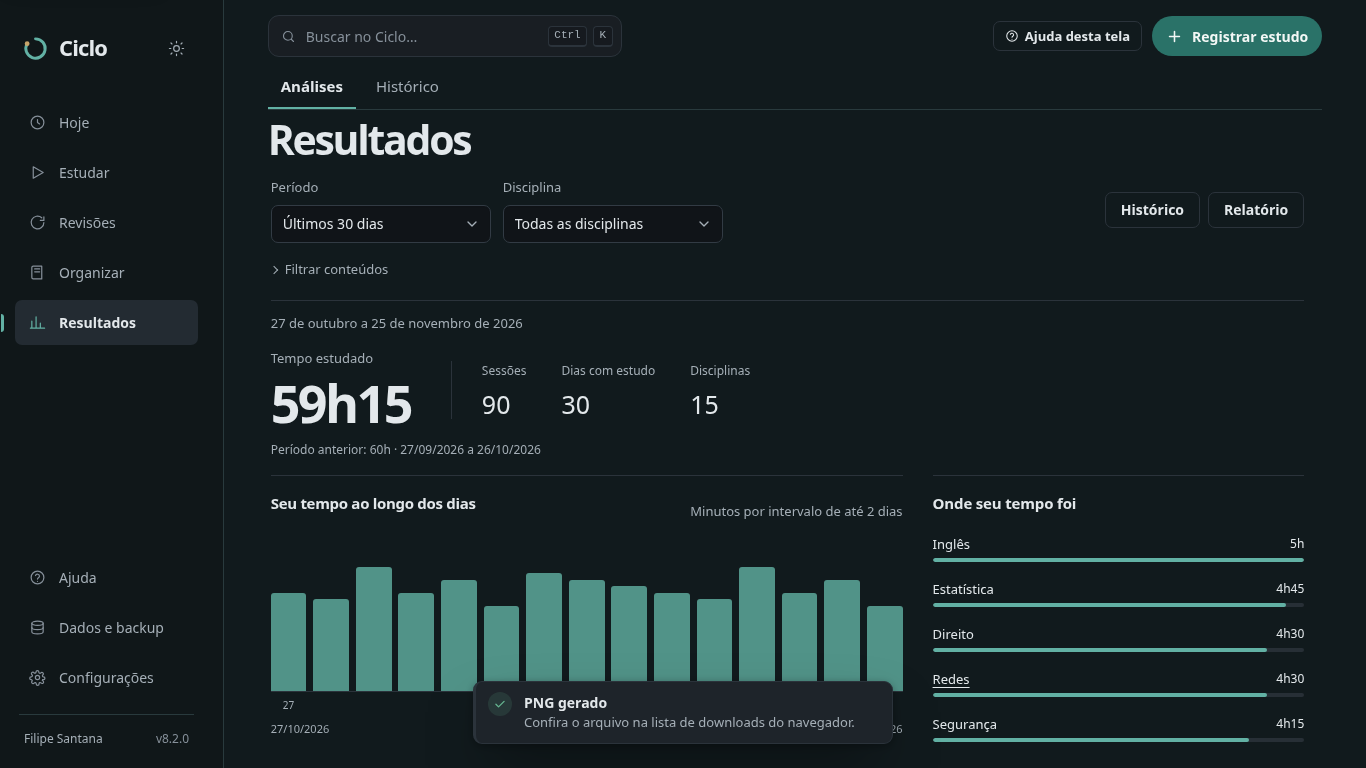 Ciclo
Buscar no Ciclo...
Ctrl K
Ajuda desta tela
Registrar estudo
Hoje
Estudar
Revisões
Organizar
Resultados
Ajuda
Dados e backup
Configurações
Filipe Santana v8.2.0
Análises Histórico
Resultados
Período Disciplina
Últimos 30 dias Todas as disciplinas
Histórico Relatório
Filtrar conteúdos
27 de outubro a 25 de novembro de 2026
Tempo estudado
59h15
Sessões Dias com estudo Disciplinas
90 30 15
Período anterior: 60h · 27/09/2026 a 26/10/2026
Seu tempo ao longo dos dias
Minutos por intervalo de até 2 dias
27
27/10/2026
26
Onde seu tempo foi
Inglês 5h
Estatística 4h45
Direito 4h30
Redes 4h30
Segurança 4h15
PNG gerado
Confira o arquivo na lista de downloads do navegador.